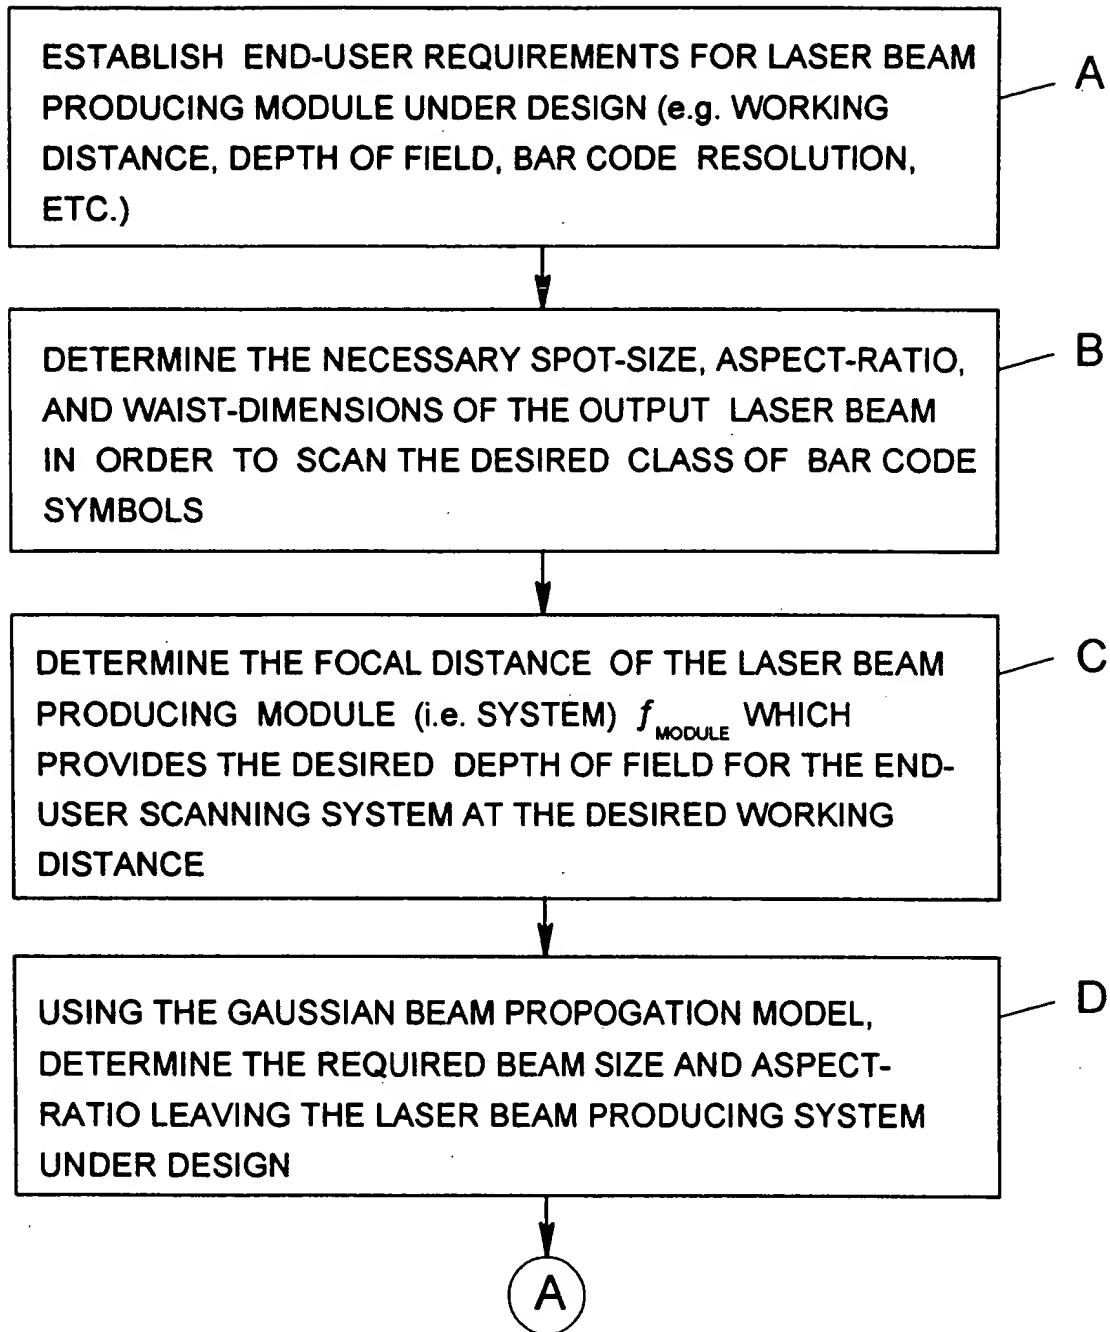 ESTABLISH END-USER REQUIREMENTS FOR LASER BEAM
PRODUCING MODULE UNDER DESIGN (e.g. WORKING
DISTANCE, DEPTH OF FIELD, BAR CODE RESOLUTION,
ETC.)
A
DETERMINE THE NECESSARY SPOT-SIZE, ASPECT-RATIO,
AND WAIST-DIMENSIONS OF THE OUTPUT LASER BEAM
IN ORDER TO SCAN THE DESIRED CLASS OF BAR CODE
SYMBOLS
B
DETERMINE THE FOCAL DISTANCE OF THE LASER BEAM
PRODUCING MODULE (i.e. SYSTEM) f MODULE WHICH
PROVIDES THE DESIRED DEPTH OF FIELD FOR THE END-
USER SCANNING SYSTEM AT THE DESIRED WORKING
DISTANCE
C
USING THE GAUSSIAN BEAM PROPOGATION MODEL,
DETERMINE THE REQUIRED BEAM SIZE AND ASPECT-
RATIO LEAVING THE LASER BEAM PRODUCING SYSTEM
UNDER DESIGN
D
A